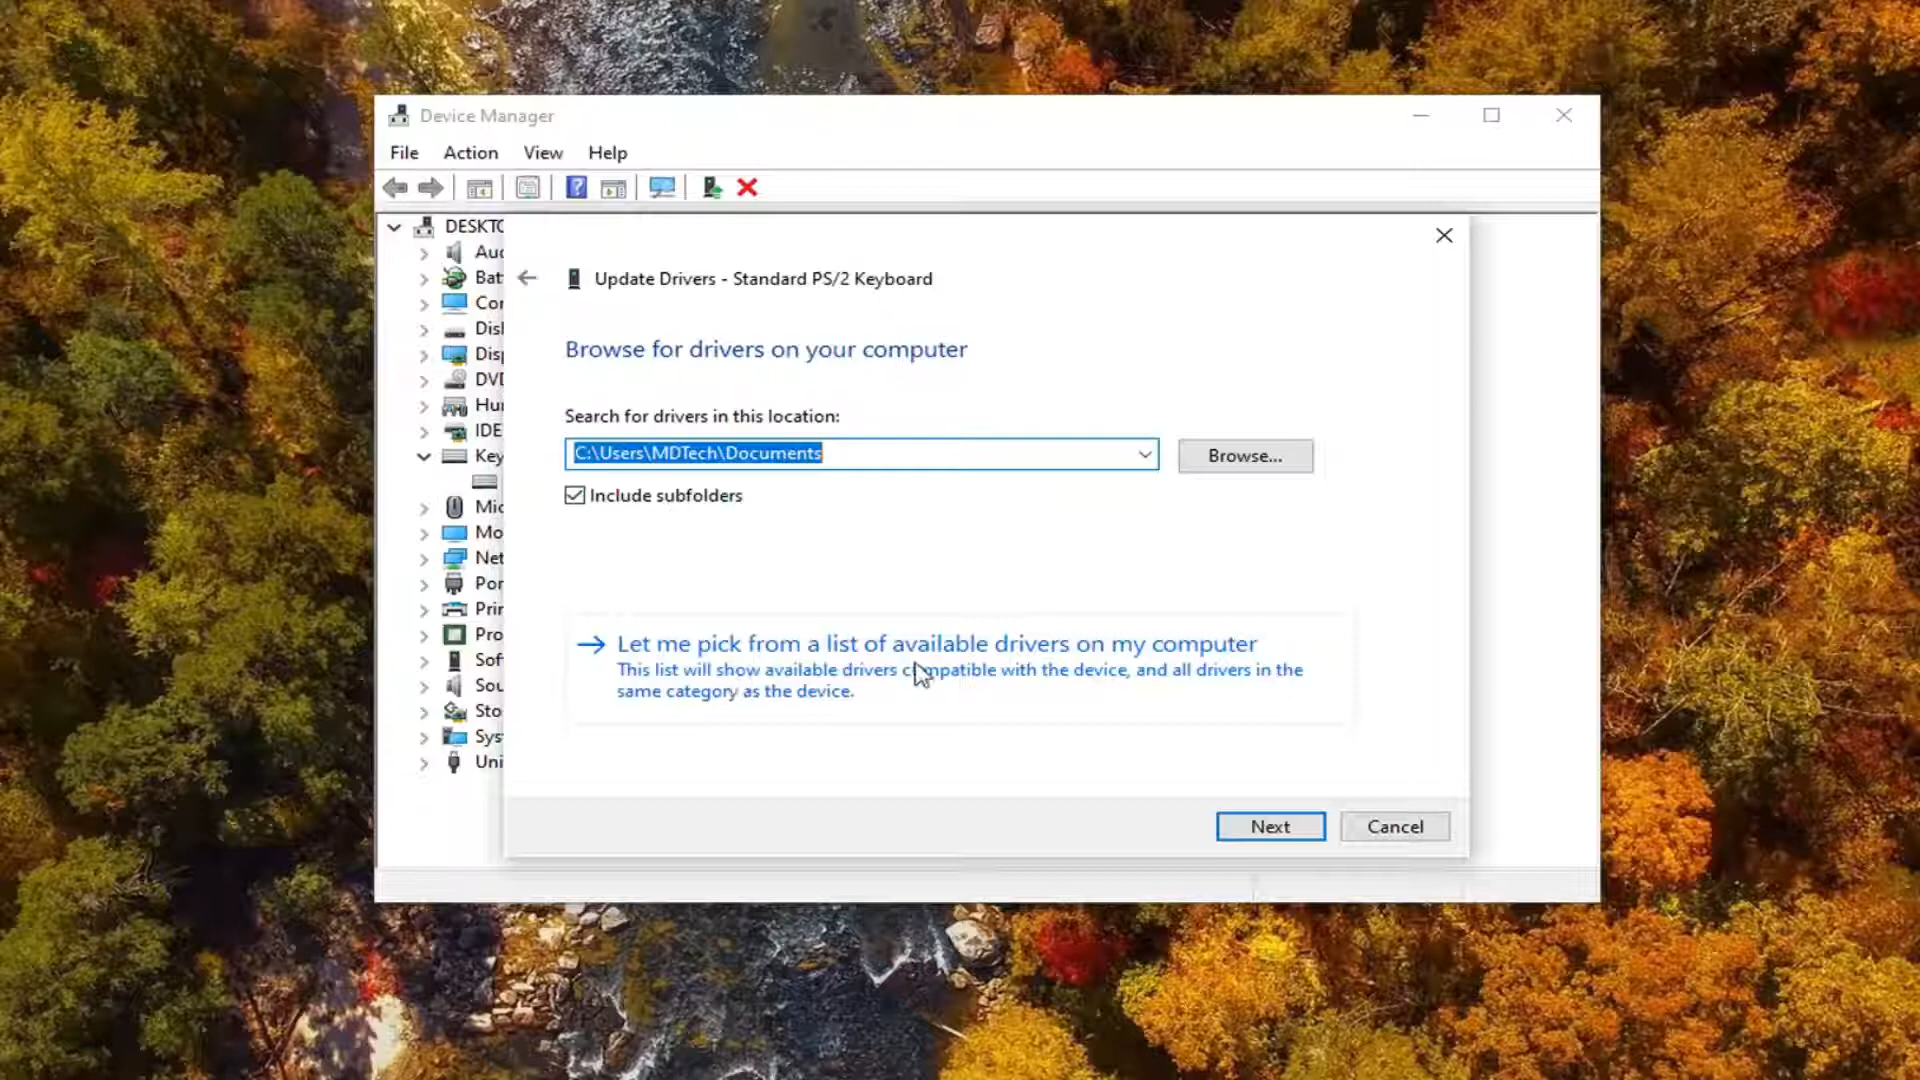 Device Manager
File Action View Help
DESKTO
Aud
Bat
Cor
Disl
Disp
DVD
Hur
IDE
Key
Mic
Mo
Net
Por
Prin
Pro
Sof
Sou
Sto
Sys
Uni
Update Drivers - Standard PS/2 Keyboard
Browse for drivers on your computer
Search for drivers in this location:
C:\Users\MDTech\Documents
Browse...
Include subfolders
Let me pick from a list of available drivers on my computer
This list will show available drivers compatible with the device, and all drivers in the
same category as the device.
Next
Cancel